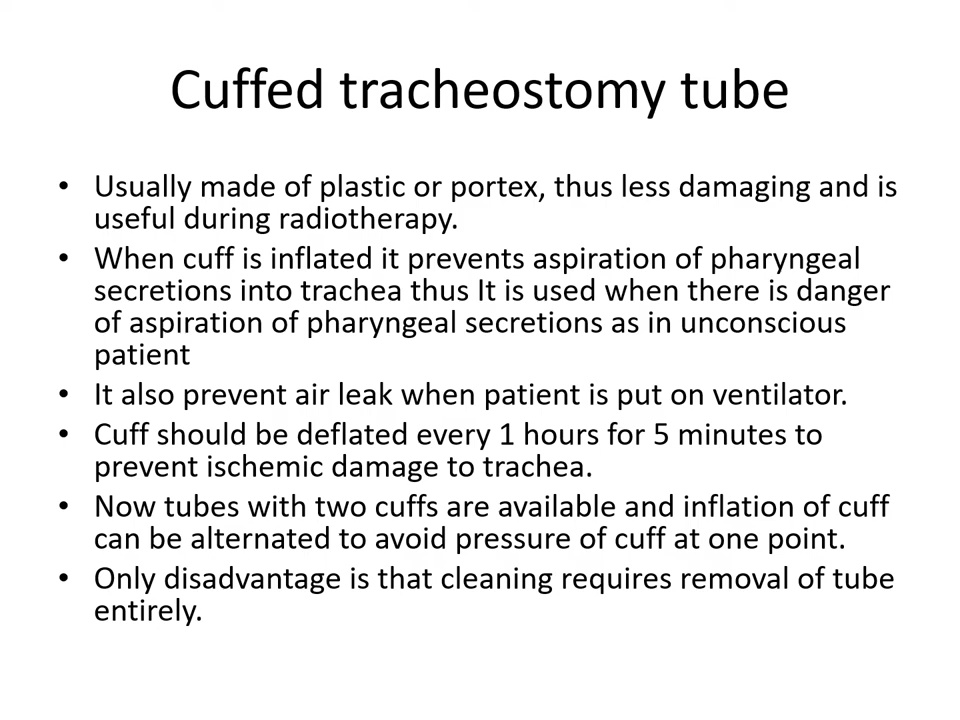 Cuffed tracheostomy tube
• Usually made of plastic or portex, thus less damaging and is
useful during radiotherapy.
• When cuff is inflated it prevents aspiration of pharyngeal
secretions into trachea thus It is used when there is danger
of aspiration of pharyngeal secretions as in unconscious
patient
• It also prevent air leak when patient is put on ventilator.
• Cuff should be deflated every 1 hours for 5 minutes to
prevent ischemic damage to trachea.
• Now tubes with two cuffs are available and inflation of cuff
can be alternated to avoid pressure of cuff at one point.
• Only disadvantage is that cleaning requires removal of tube
entirely.